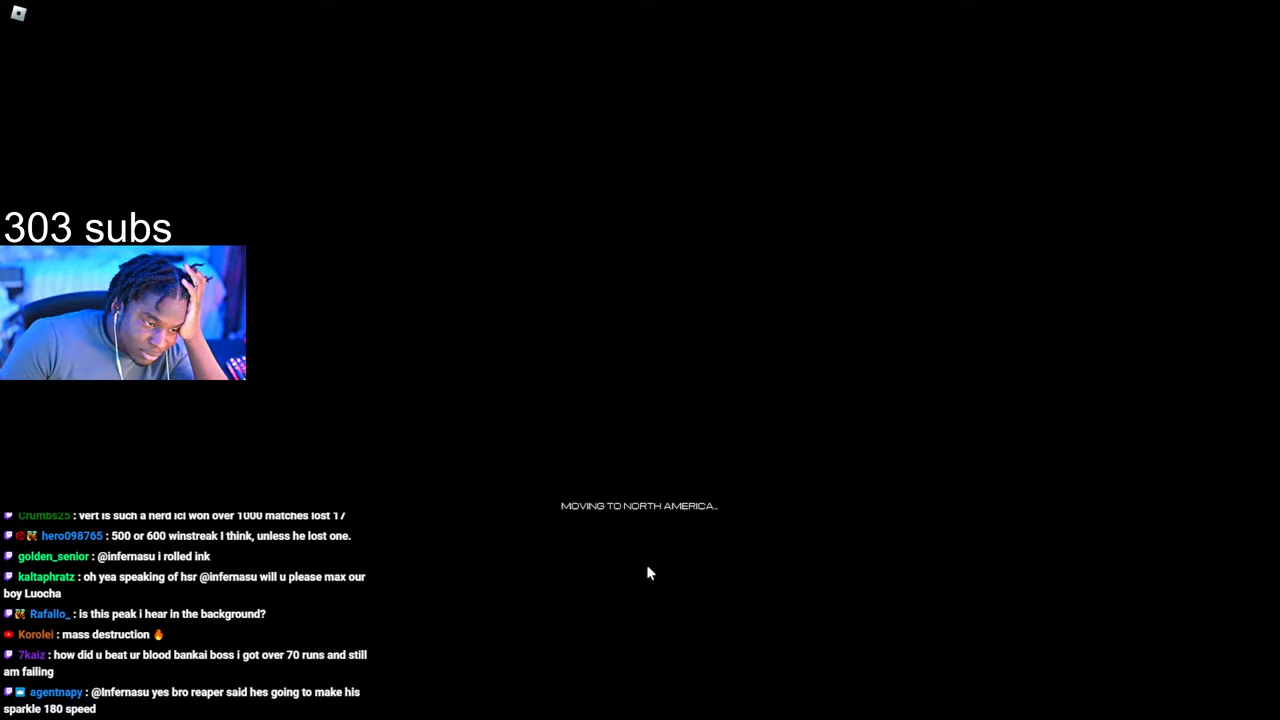 303 subs
MOVING TO NORTH AMERICA...
Crumbs25 : vert is such a nerd icl won over 1000 matches lost 17
hero098765 : 500 or 600 winstreak I think, unless he lost one.
golden_senior : @infernasu i rolled ink
kaltaphratz : oh yea speaking of hsr @infernasu will u please max our
boy Luocha
Rafallo_ : is this peak i hear in the background?
Korolei : mass destruction 🔥
7kaiz : how did u beat ur blood bankai boss i got over 70 runs and still
am failing
agentnapy : @Infernasu yes bro reaper said hes going to make his
sparkle 180 speed